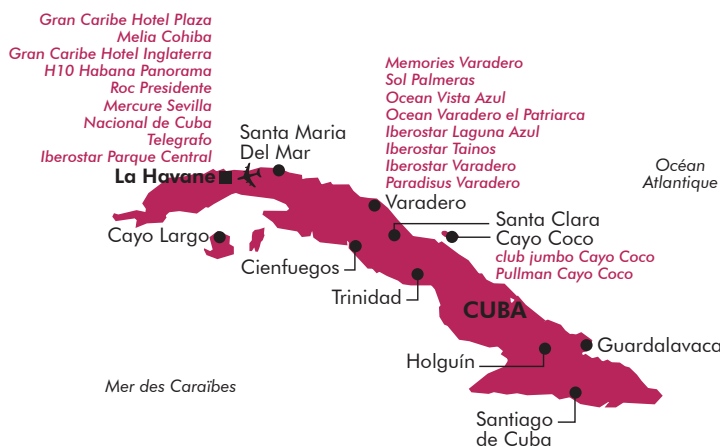 Gran Caribe Hotel Plaza
Melia Cohiba
Gran Caribe Hotel Inglaterra
H10 Habana Panorama
Roc Presidente
Mercure Sevilla
Nacional de Cuba
Telegrafo
Iberostar Parque Central
Memories Varadero
Sol Palmeras
Ocean Vista Azul
Ocean Varadero el Patriarca
Iberostar Laguna Azul
Iberostar Tainos
Iberostar Varadero
Paradisus Varadero
Santa Maria
Del Mar
La Havane
Océan
Atlantique
Varadero
Santa Clara
Cayo Largo
Cayo Coco
club jumbo Cayo Coco
Pullman Cayo Coco
Cienfuegos
Trinidad
CUBA
Guardalavaca
Holguín
Mer des Caraïbes
Santiago
de Cuba